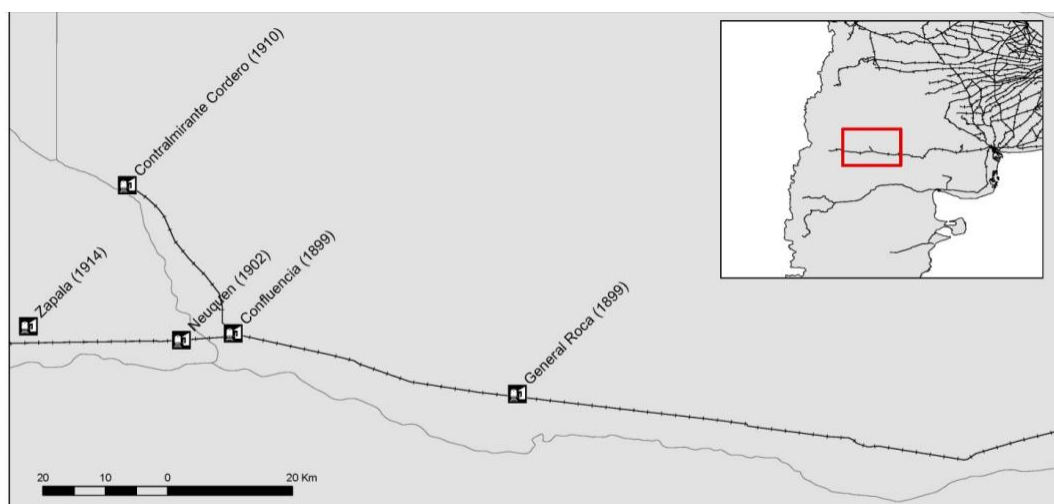 Contralmirante Cordero (1910)
Zapala (1914)
Neuquen (1902)
Confluencia (1899)
General Roca (1899)
20 10 0 20 Km